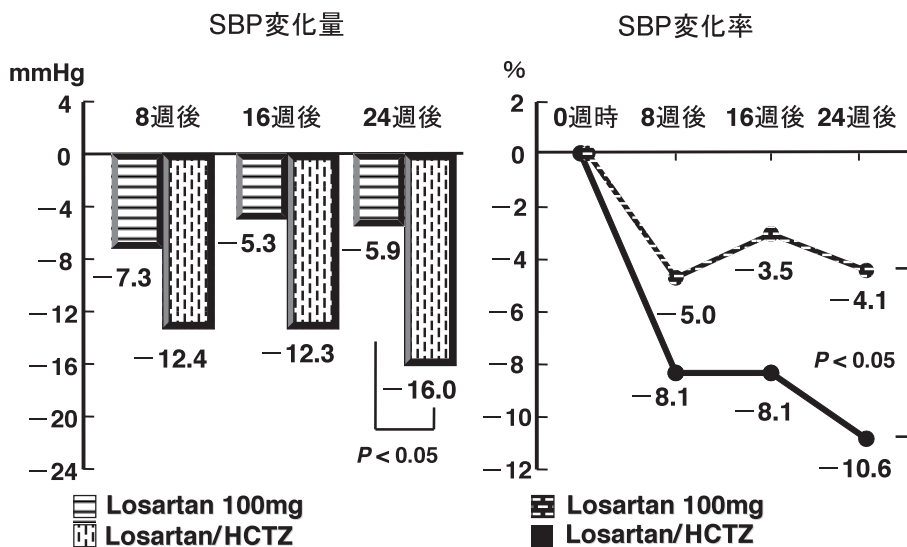 SBP変化量
mmHg
4
0
−4
−8
−12
−16
−20
−24
8週後 16週後 24週後
−7.3
−12.4
−5.3
−12.3
−5.9
−16.0
P < 0.05
Losartan 100mg
Losartan/HCTZ
SBP変化率
%
2
0
−2
−4
−6
−8
−10
−12
0週時 8週後 16週後 24週後
−5.0
−3.5
−4.1
−8.1
−8.1
−10.6
P < 0.05
Losartan 100mg
Losartan/HCTZ